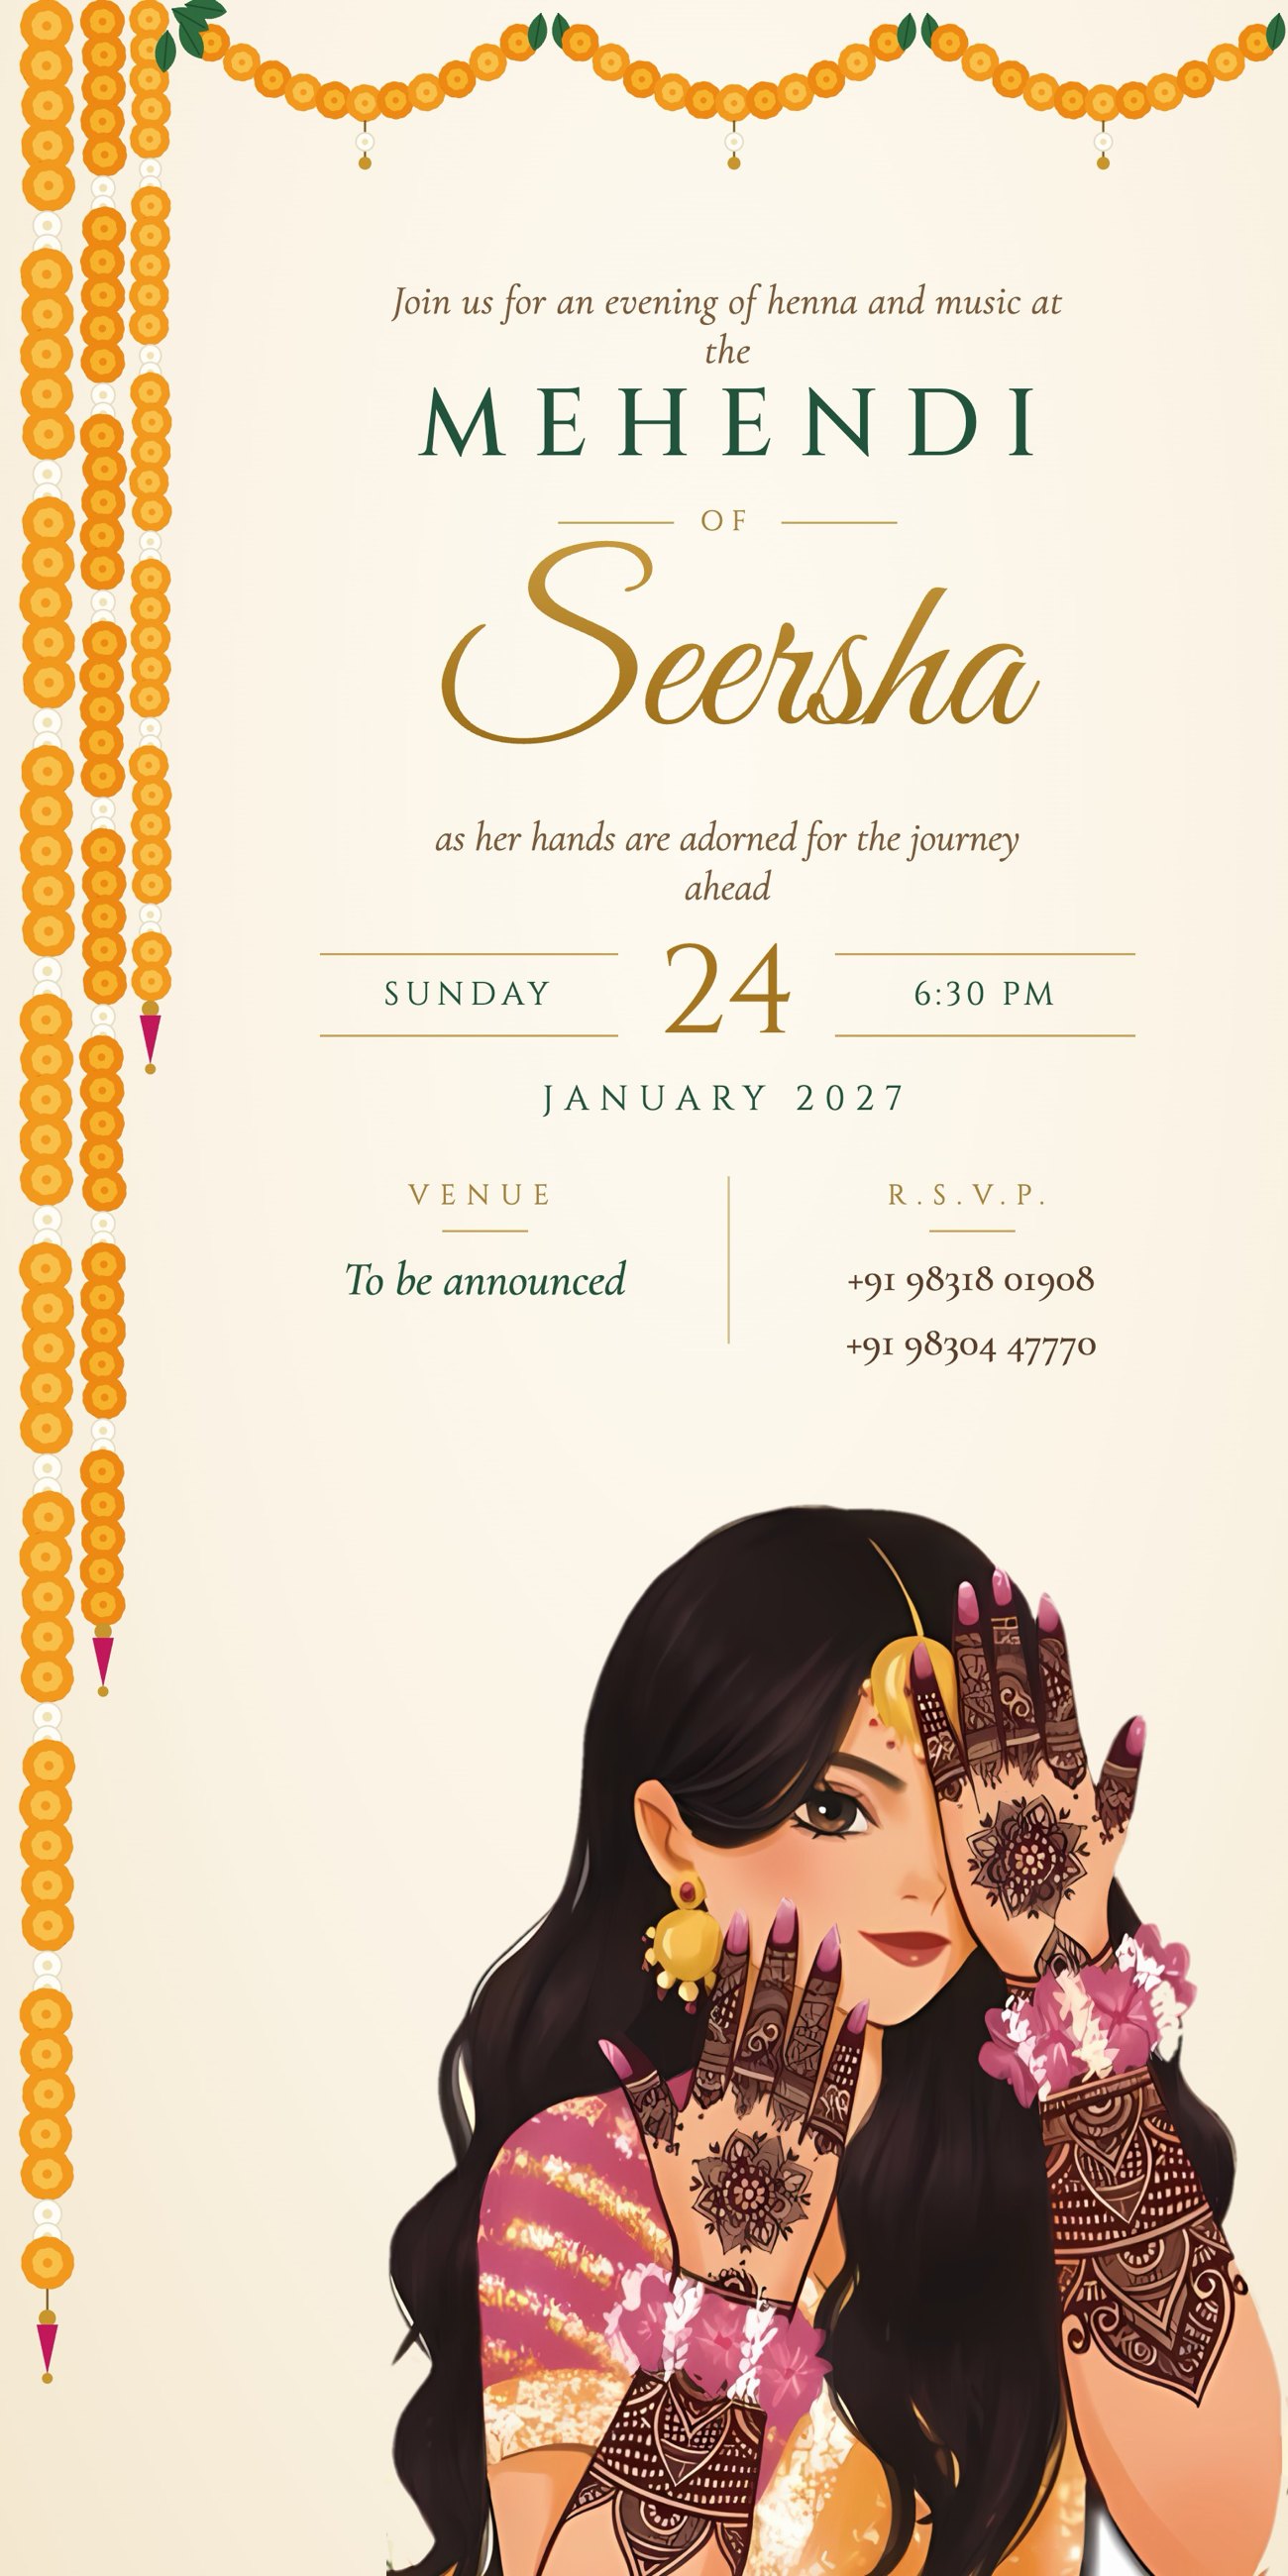 Join us for an evening of henna and music at
the
MEHENDI
OF
Seersha
as her hands are adorned for the journey
ahead
SUNDAY 24 6:30 PM
JANUARY 2027
VENUE
To be announced
R.S.V.P.
+91 98318 01908
+91 98304 47770